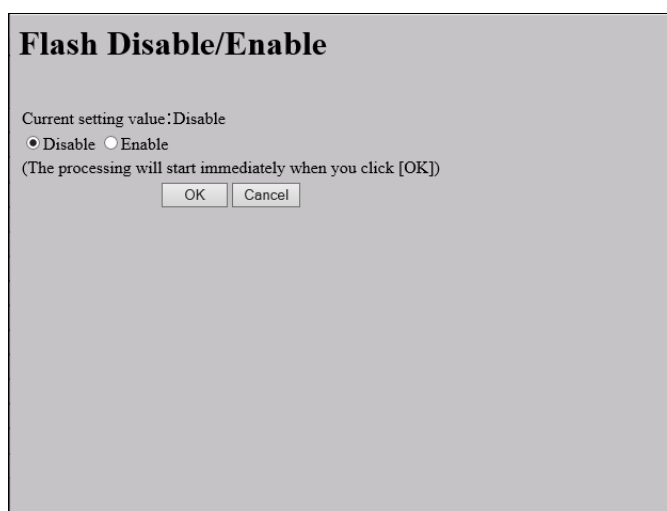 Flash Disable/Enable
Current setting value:Disable
Disable Enable
(The processing will start immediately when you click [OK])
OK Cancel